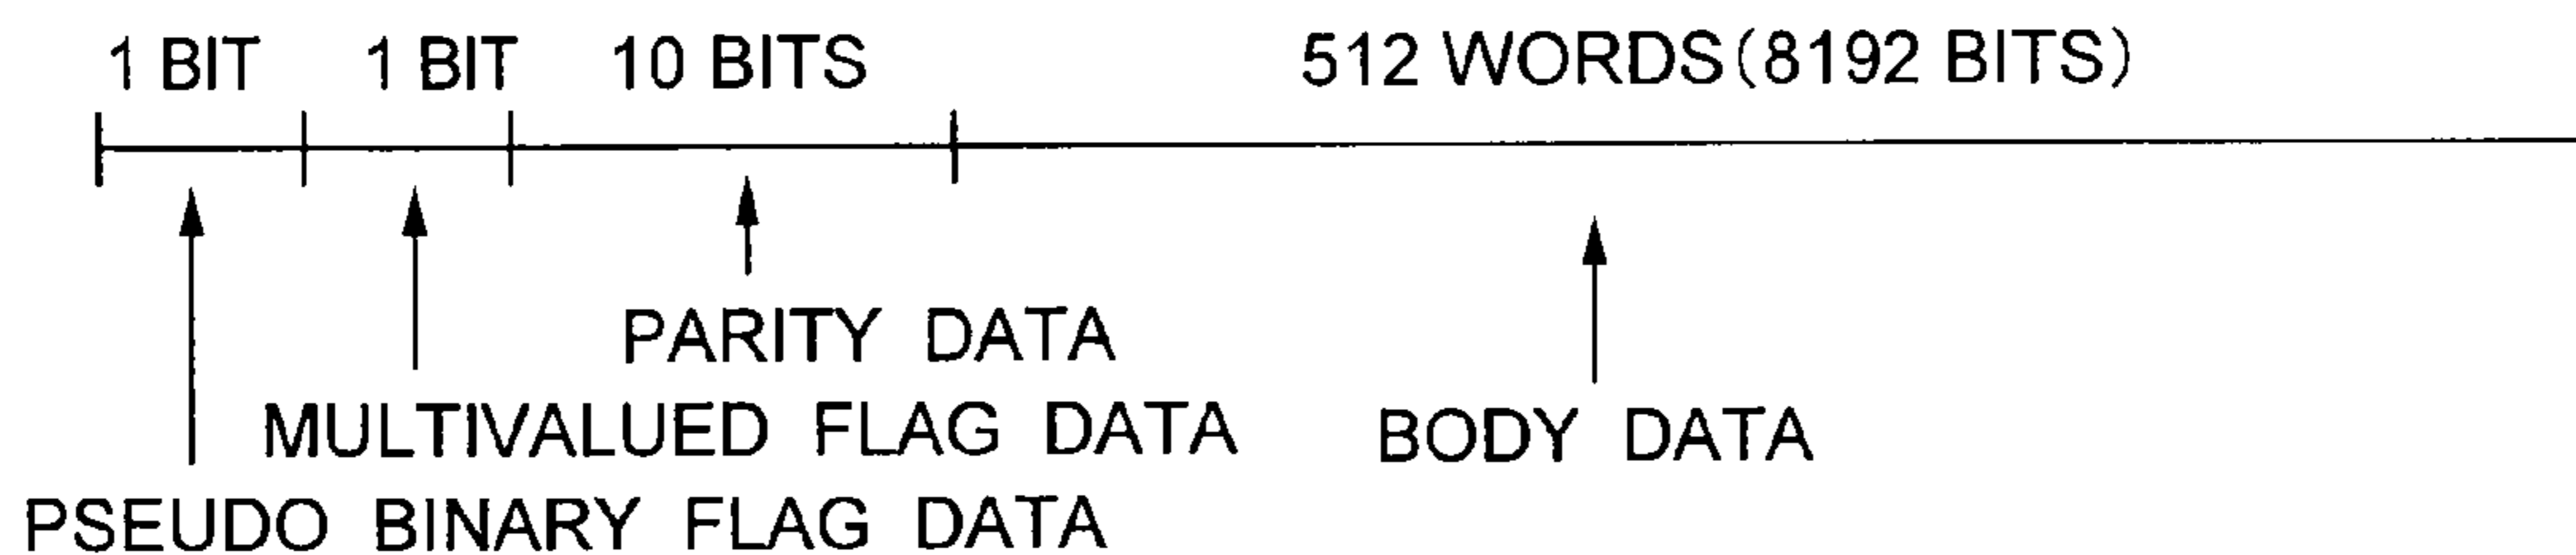 1 BIT 1 BIT 10 BITS 512 WORDS(8192 BITS)
PARITY DATA
MULTIVALUED FLAG DATA BODY DATA
PSEUDO BINARY FLAG DATA